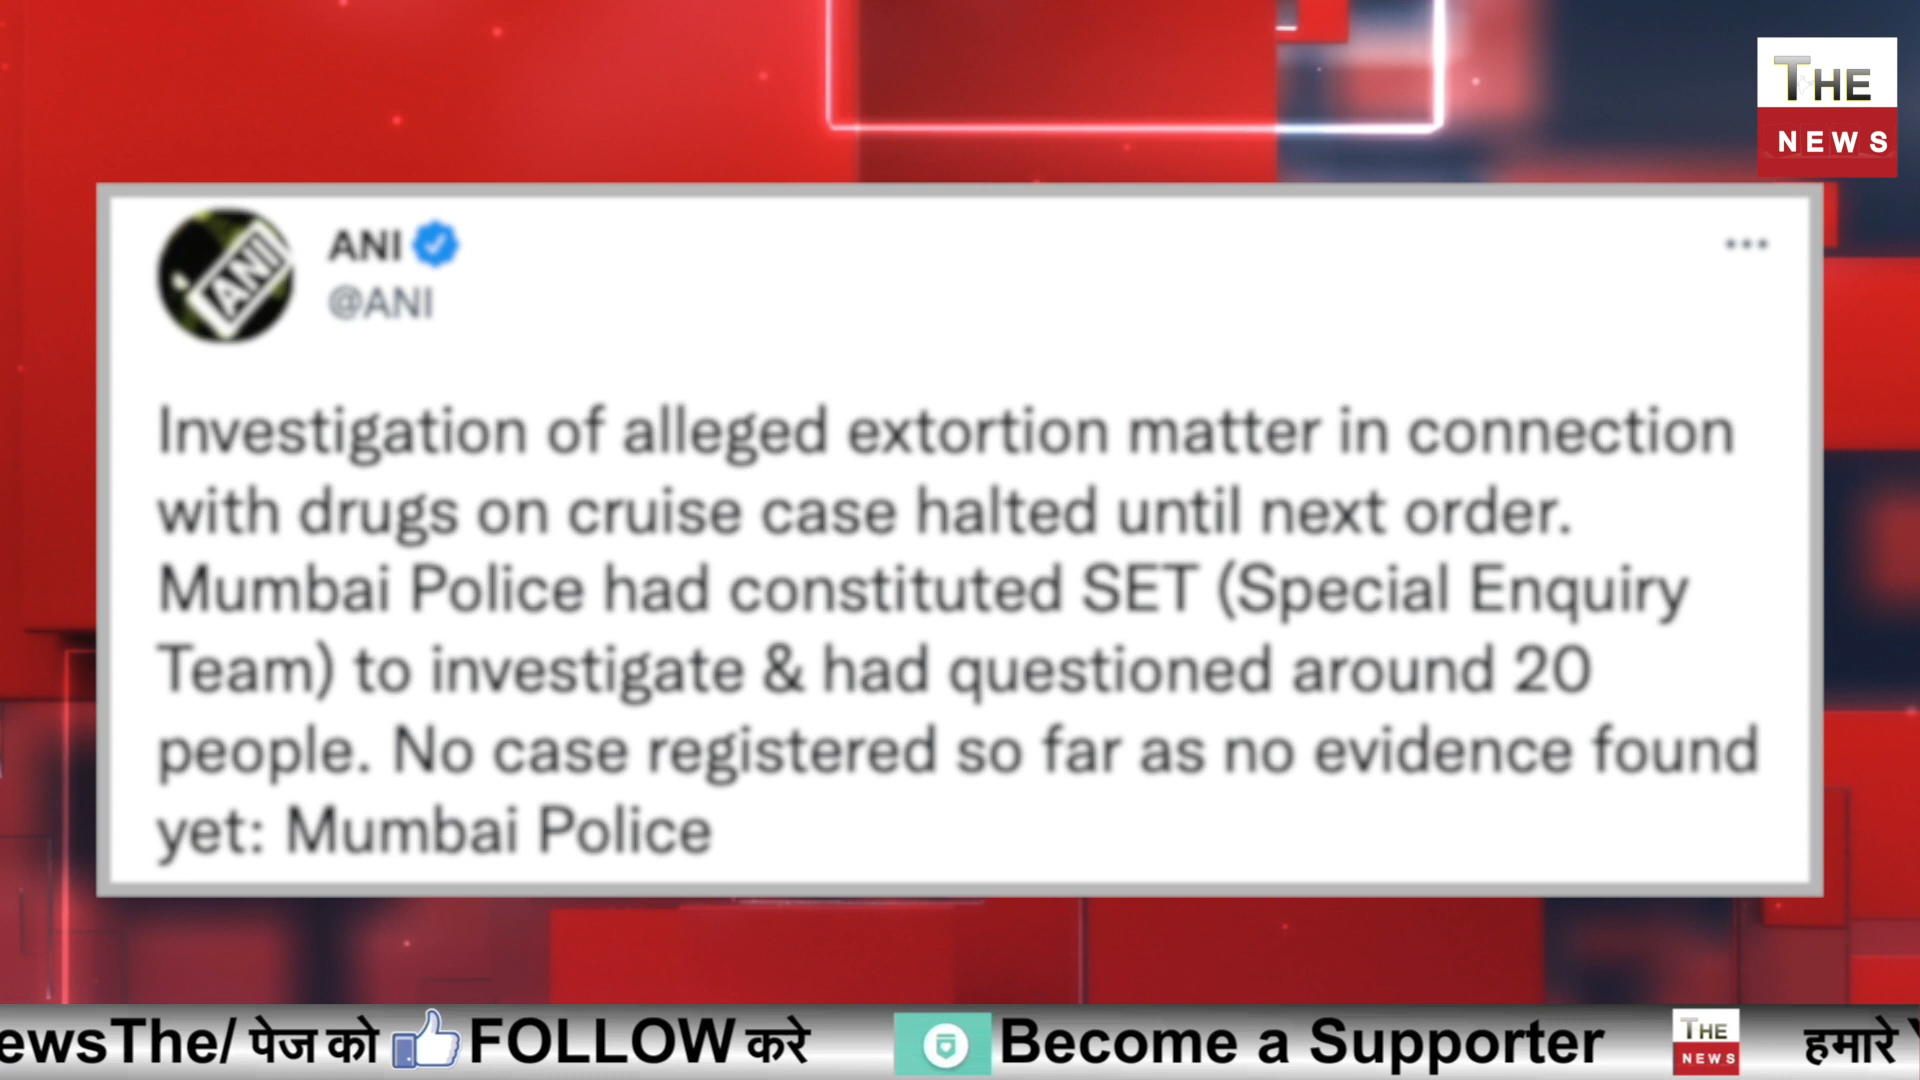 THE
NEWS
ANI
ANI
@ANI
Investigation of alleged extortion matter in connection
with drugs on cruise case halted until next order.
Mumbai Police had constituted SET (Special Enquiry
Team) to investigate & had questioned around 20
people. No case registered so far as no evidence found
yet: Mumbai Police
ewsThe/ पेज को FOLLOW करे Become a Supporter THE NEWS हमारे